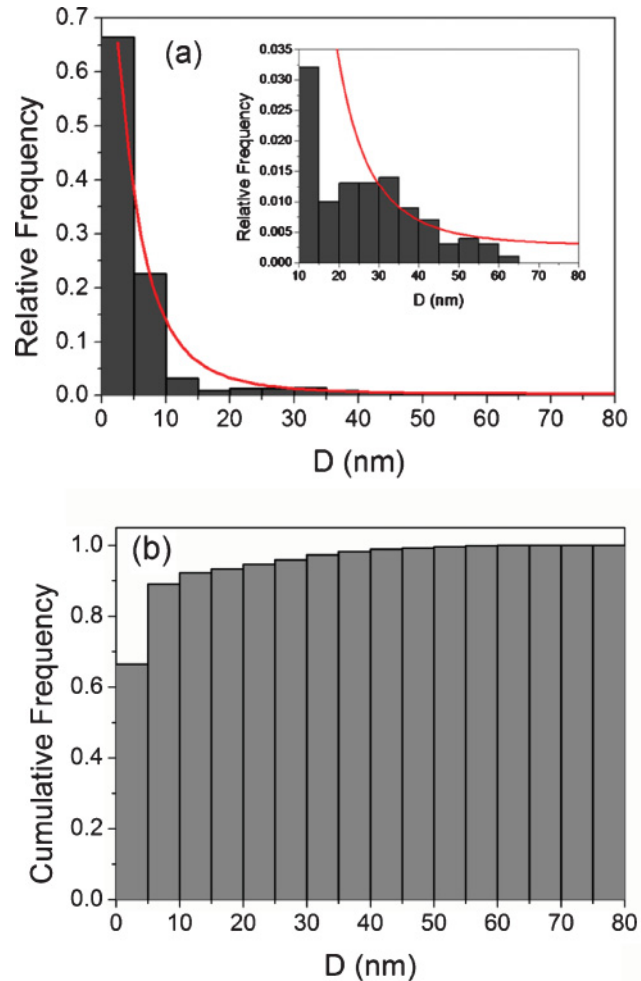 (a)
Relative Frequency
0.7
0.6
0.5
0.4
0.3
0.2
0.1
0.0
0 10 20 30 40 50 60 70 80
D (nm)
Relative Frequency
0.035
0.030
0.025
0.020
0.015
0.010
0.005
0.000
10 20 30 40 50 60 70 80
D (nm)
(b)
Cumulative Frequency
1.0
0.8
0.6
0.4
0.2
0.0
0 10 20 30 40 50 60 70 80
D (nm)